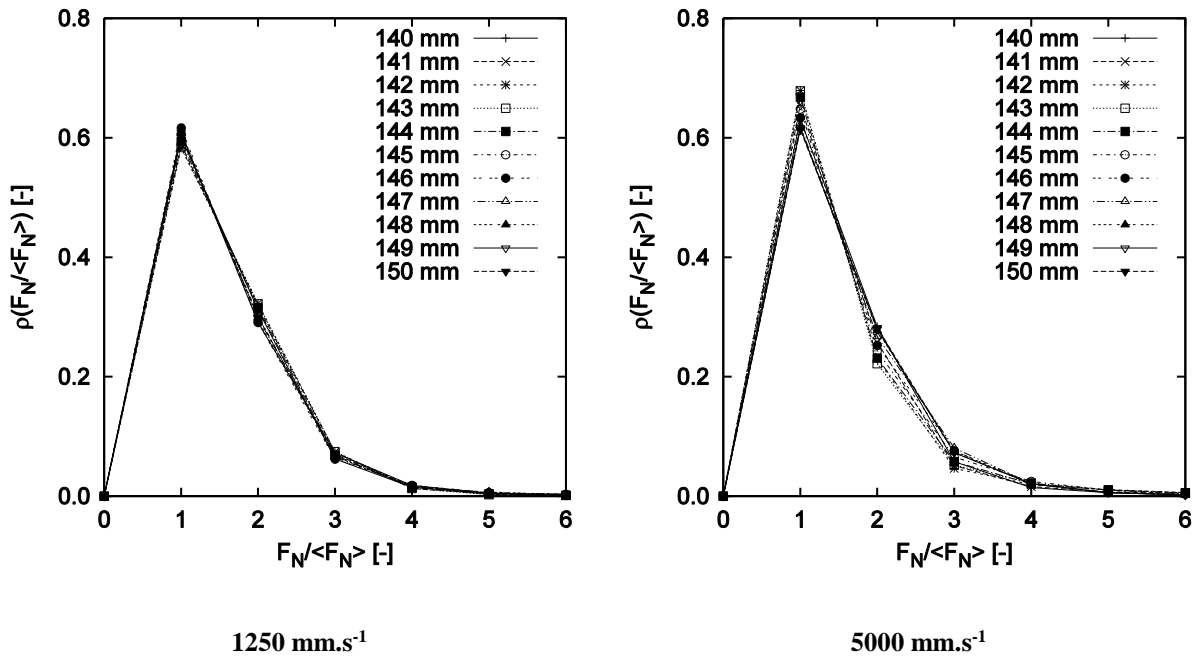 0.8
0.6
0.4
0.2
0.0
ρ(F_N/<F_N>) [-]
140 mm
141 mm
142 mm
143 mm
144 mm
145 mm
146 mm
147 mm
148 mm
149 mm
150 mm
0 1 2 3 4 5 6
F_N/<F_N> [-]
1250 mm.s⁻¹
0.8
0.6
0.4
0.2
0.0
ρ(F_N/<F_N>) [-]
140 mm
141 mm
142 mm
143 mm
144 mm
145 mm
146 mm
147 mm
148 mm
149 mm
150 mm
0 1 2 3 4 5 6
F_N/<F_N> [-]
5000 mm.s⁻¹